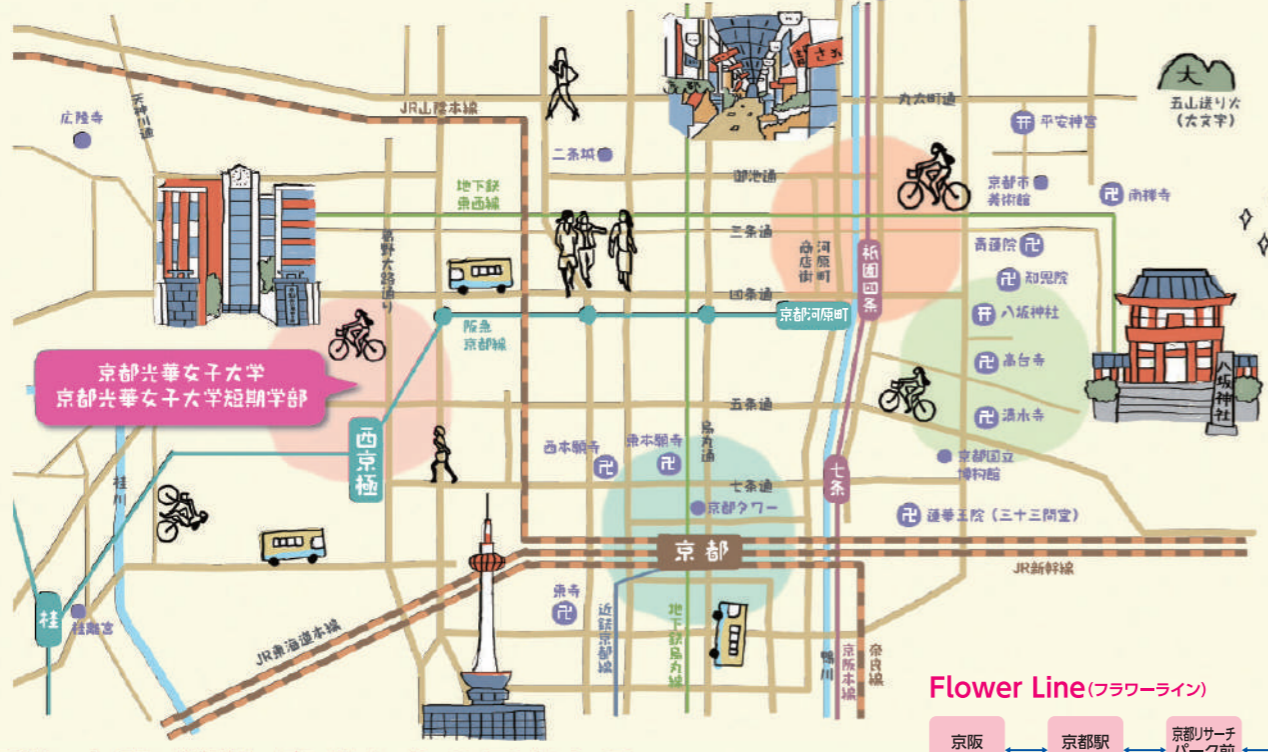 大
五山送り火
(大文字)
丸太町通
平安神宮
JR山陰本線
広隆寺
天神川通
二条城
御池通
京都市
美術館
南禅寺
地下鉄
東西線
三条通
青蓮院
知恩院
葛野大路通り
河原町
商店街
祇園四条
四条通
八坂神社
阪急
京都線
京都河原町
高台寺
八坂神社
京都光華女子大学
京都光華女子大学短期学部
五条通
清水寺
西京極
西本願寺
東本願寺
烏丸通
京都国立
博物館
七条
七条通
桂川
京都タワー
蓮華王院(三十三間堂)
京都
JR新幹線
東寺
桂
桂離宮
近鉄京都線
地下鉄烏丸線
JR東海道本線
鴨川
京阪本線
奈良線
Flower Line(フラワーライン)
京阪
京都駅
京都リサーチ
パーク前